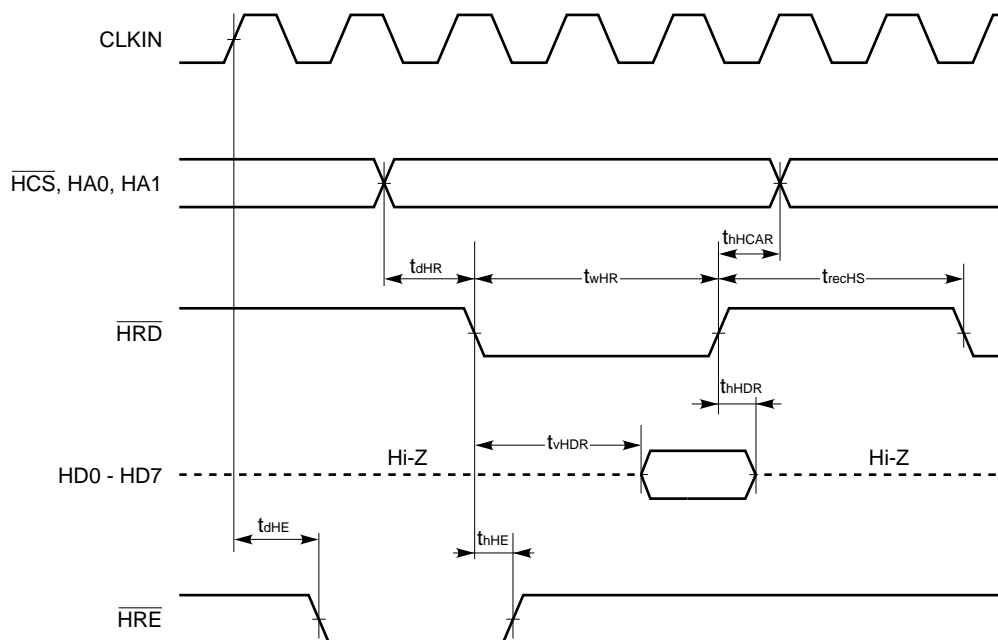 CLKIN
HCS, HA0, HA1
thHCAR
tdHR
twHR
trecHS
HRD
thHDR
tvHDR
Hi-Z
Hi-Z
HD0 - HD7
tdHE
thHE
HRE